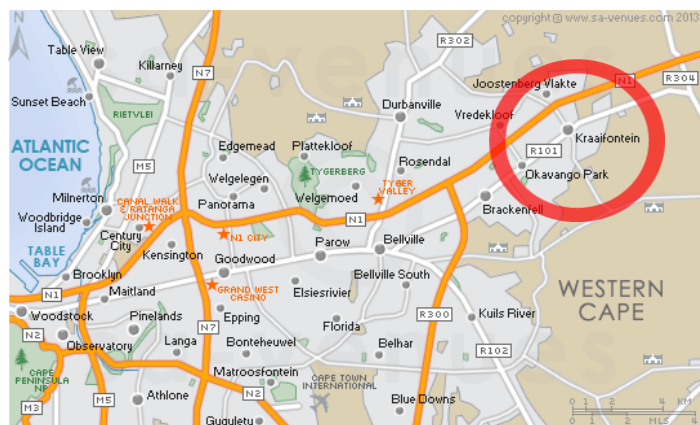 copyright @ www.sa-venues.com 2013
N
Table View
Killarney
N7
R302
Joostenberg Vlakte
N1
R304
Sunset Beach
RIETVLEI
Durbanville
Vredekloof
Kraaifontein
ATLANTIC
OCEAN
M5
Edgemead
Plattekloof
R101
TYGERBERG
Rosendal
Okavango Park
Welgelegen
TYGER
VALLEY
Milnerton
CANAL WALK
& RATANGA
JUNCTION
Panorama
Welgemoed
Woodbridge
Island
N1
Brackenfell
Century
City
N1 CITY
TABLE
BAY
Kensington
Parow
Bellville
Brooklyn
Goodwood
Bellville South
WESTERN
CAPE
N1
Maitland
GRAND WEST
CASINO
Elsiesrivier
Woodstock
Pinelands
Epping
Florida
R300
Kuils River
N2
N7
Observatory
Langa
Bonteheuwel
Belhar
R102
CAPE
PENINSULA
NP
Matroosfontein
CAPE TOWN
INTERNATIONAL
M3
M5
Athlone
N2
Blue Downs
Guguletu
0 1 2 4 KM
0 1 2 4 MLS